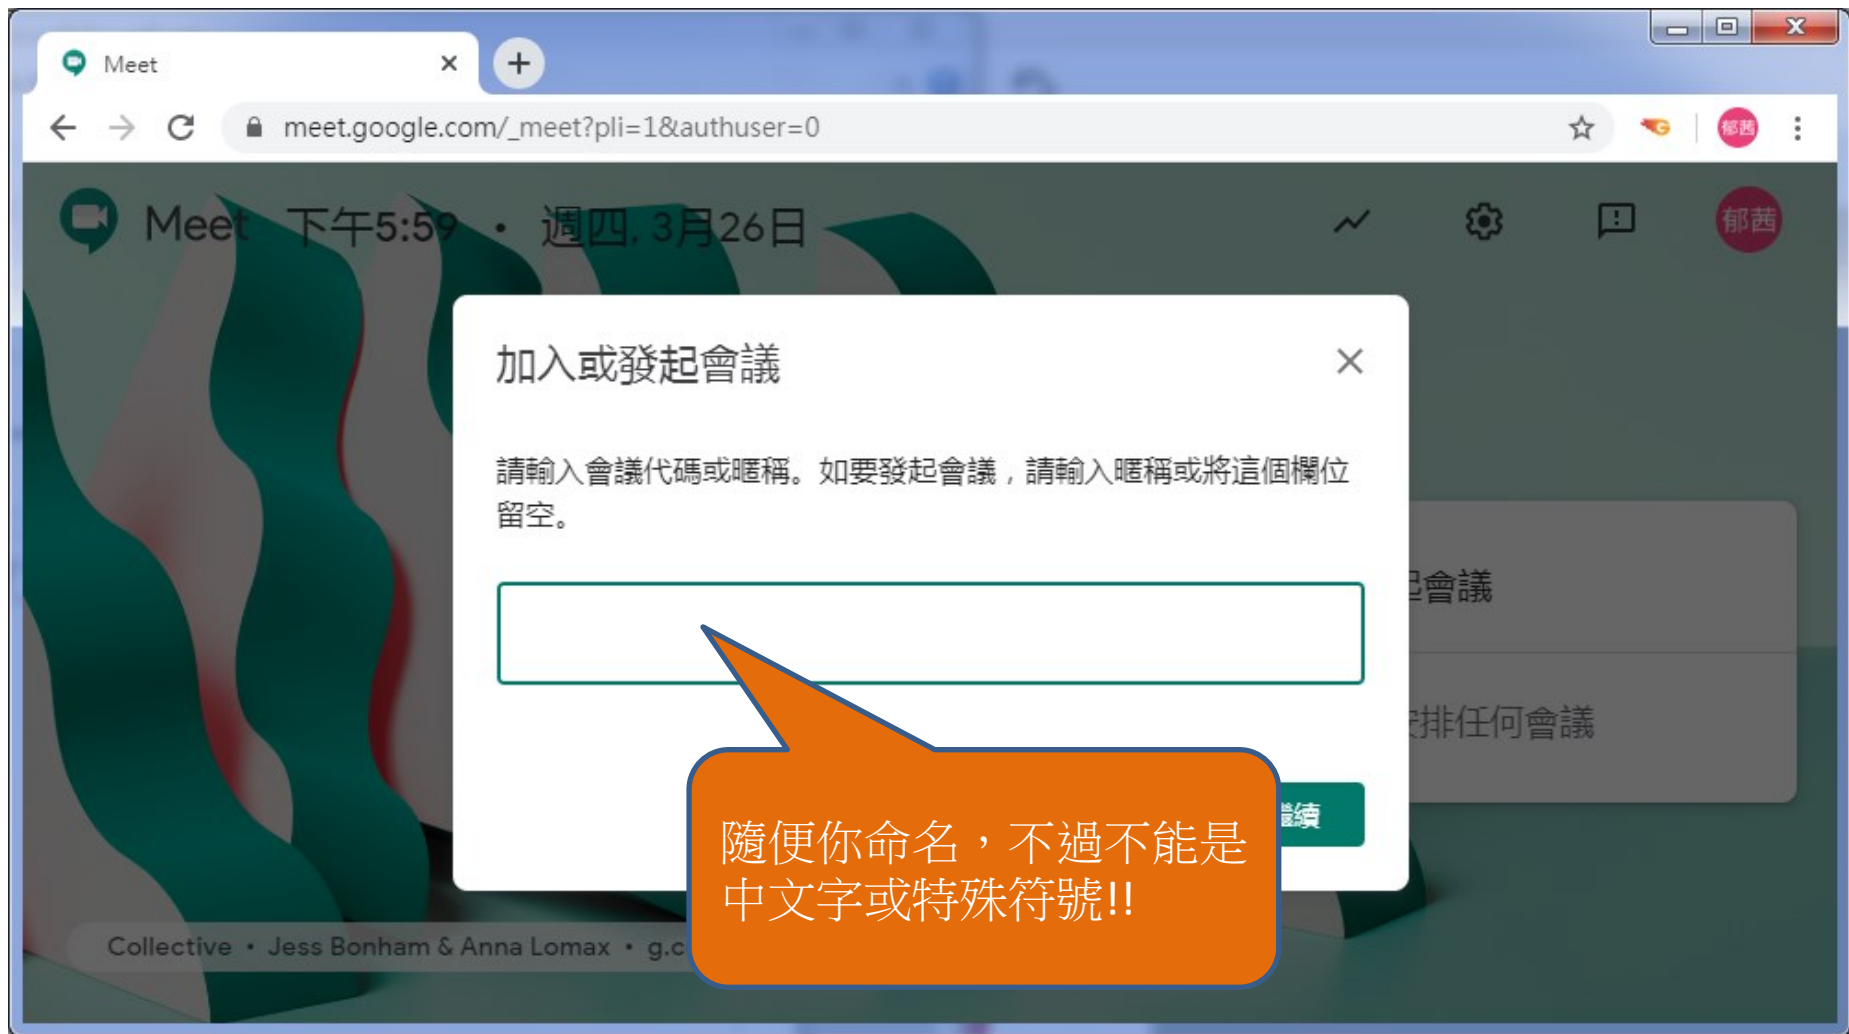 Meet
meet.google.com/_meet?pli=1&authuser=0
郁茜
Meet 下午5:59 • 週四, 3月26日
郁茜
加入或發起會議
請輸入會議代碼或暱稱。如要發起會議，請輸入暱稱或將這個欄位
留空。
會議
排任何會議
續
隨便你命名，不過不能是
中文字或特殊符號!!
Collective • Jess Bonham & Anna Lomax • g.c